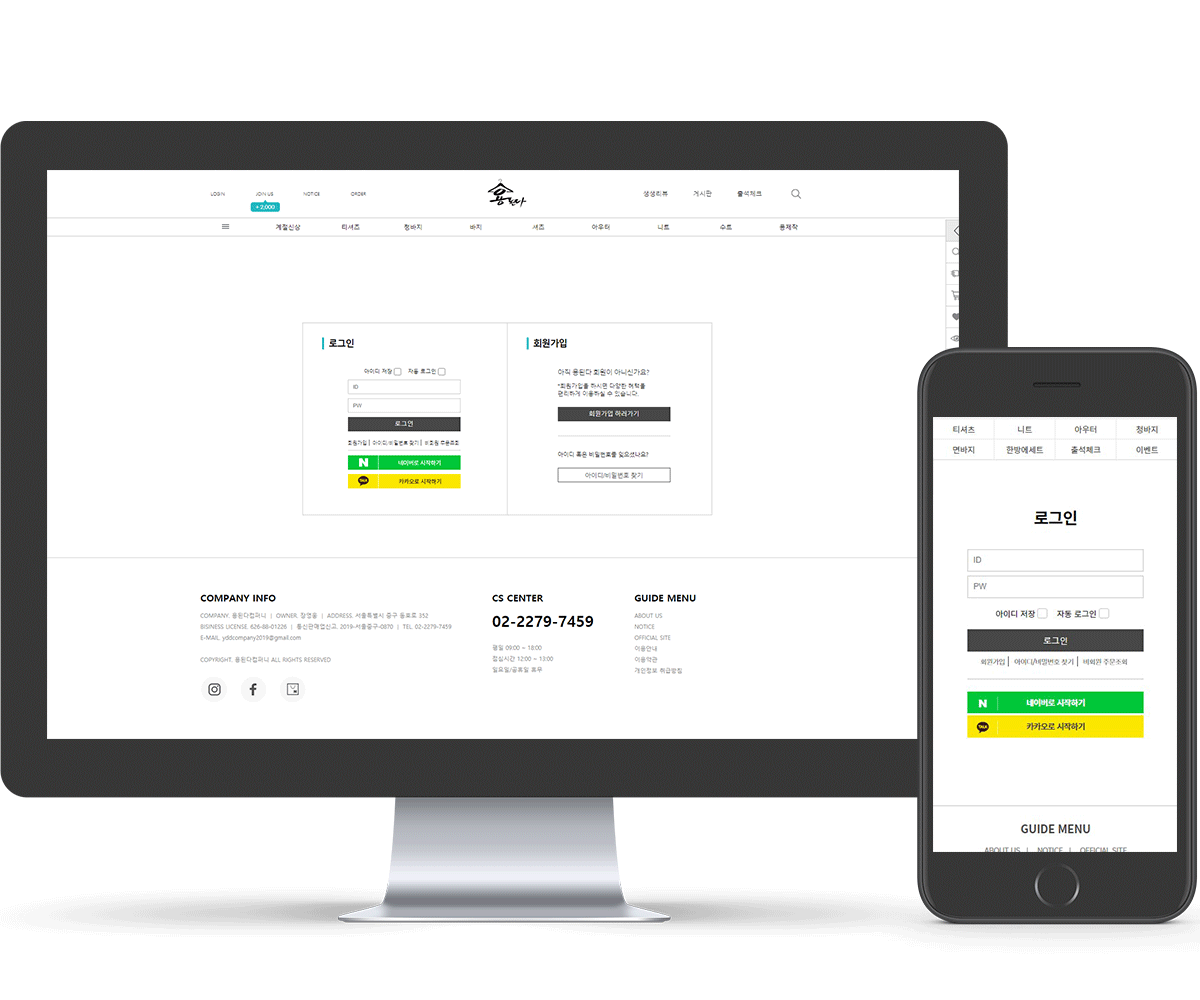 LOGIN JOIN US NOTICE ORDER
+ 2,000
용된다
생생리뷰 게시판 출석체크
계절신상 티셔츠 청바지 바지 셔츠 아우터 니트 수트 용제작
로그인
아이디 저장 자동 로그인
ID
PW
로그인
회원가입 | 아이디/비밀번호 찾기 | 비회원 주문조회
N 네이버로 시작하기
TALK 카카오로 시작하기
회원가입
아직 용된다 회원이 아니신가요?
*회원가입을 하시면 다양한 혜택을
편리하게 이용하실 수 있습니다.
회원가입 하러가기
아이디 혹은 비밀번호를 잊으셨나요?
아이디/비밀번호 찾기
COMPANY INFO
COMPANY. 용된다컴퍼니 | OWNER. 장영웅 | ADDRESS. 서울특별시 중구 동호로 352
BISINESS LICENSE. 626-88-01226 | 통신판매업신고. 2019-서울중구-0870 | TEL. 02-2279-7459
E-MAIL. yddcompany2019@gmail.com
COPYRIGHT. 용된다컴퍼니 ALL RIGHTS RESERVED
CS CENTER
02-2279-7459
평일 09:00 ~ 18:00
점심시간 12:00 ~ 13:00
일요일/공휴일 휴무
GUIDE MENU
ABOUT US
NOTICE
OFFICIAL SITE
이용안내
이용약관
개인정보 취급방침
티셔츠 니트 아우터 청바지
면바지 한방에세트 출석체크 이벤트
로그인
ID
PW
아이디 저장 자동 로그인
로그인
회원가입 | 아이디/비밀번호 찾기 | 비회원 주문조회
N 네이버로 시작하기
TALK 카카오로 시작하기
GUIDE MENU
ABOUT US | NOTICE | OFFICIAL SITE